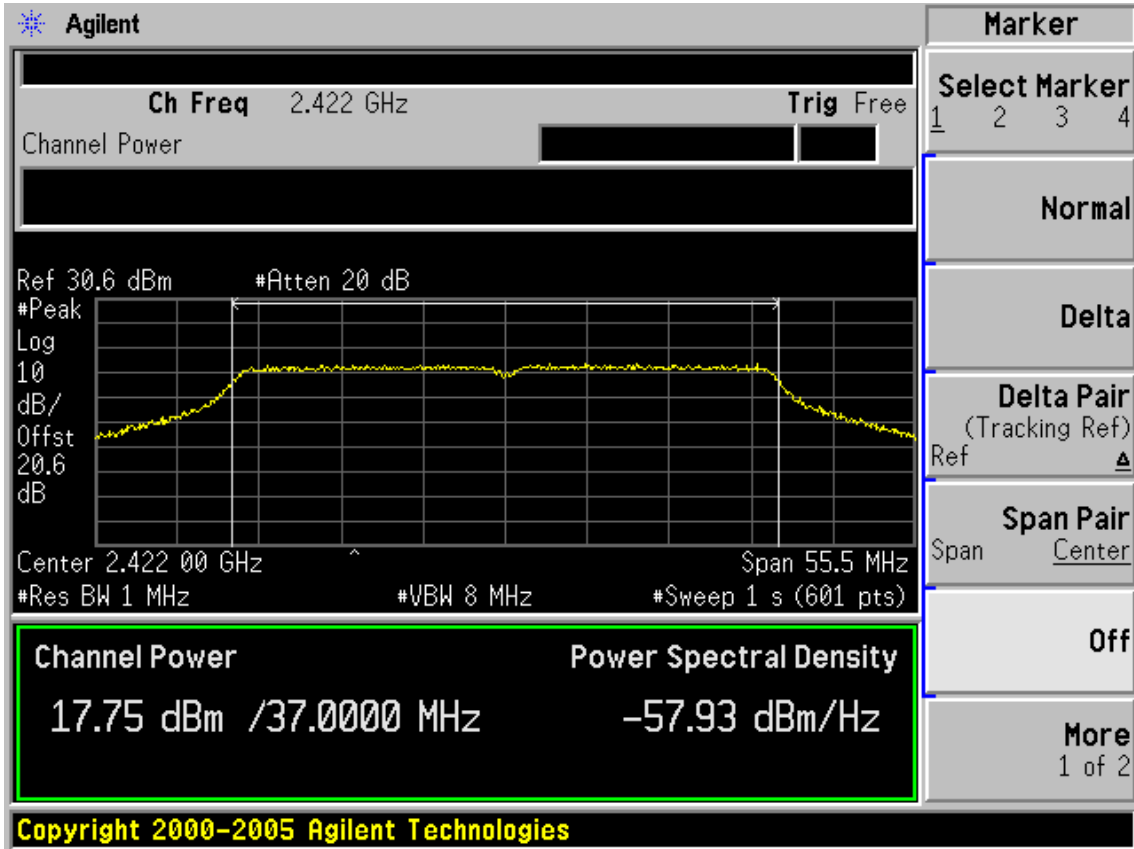 Agilent
Ch Freq 2.422 GHz Trig Free
Channel Power
Ref 30.6 dBm #Atten 20 dB
#Peak
Log
10
dB/
Offst
20.6
dB
Center 2.422 00 GHz ^ Span 55.5 MHz
#Res BW 1 MHz #VBW 8 MHz #Sweep 1 s (601 pts)
Channel Power Power Spectral Density
17.75 dBm /37.0000 MHz -57.93 dBm/Hz
Copyright 2000-2005 Agilent Technologies
Marker
Select Marker
1 2 3 4
Normal
Delta
Delta Pair
(Tracking Ref)
Ref Δ
Span Pair
Span Center
Off
More
1 of 2